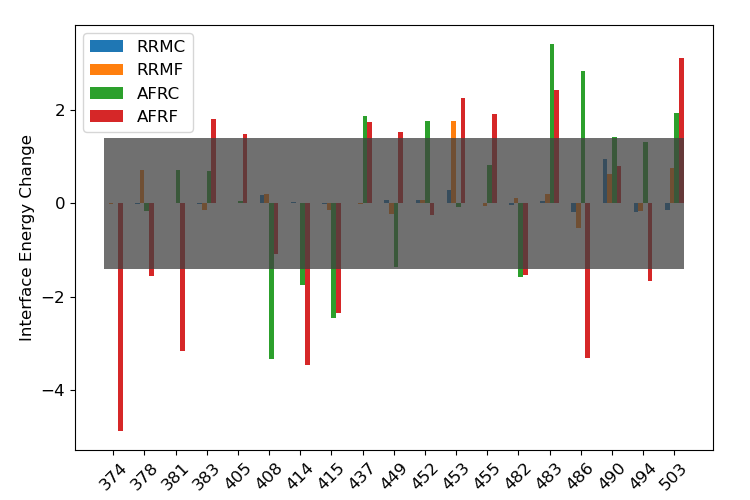 RRMC
RRMF
AFRC
AFRF
Interface Energy Change
2
0
−2
−4
374 378 381 383 405 408 414 415 437 449 452 453 455 482 483 486 490 494 503